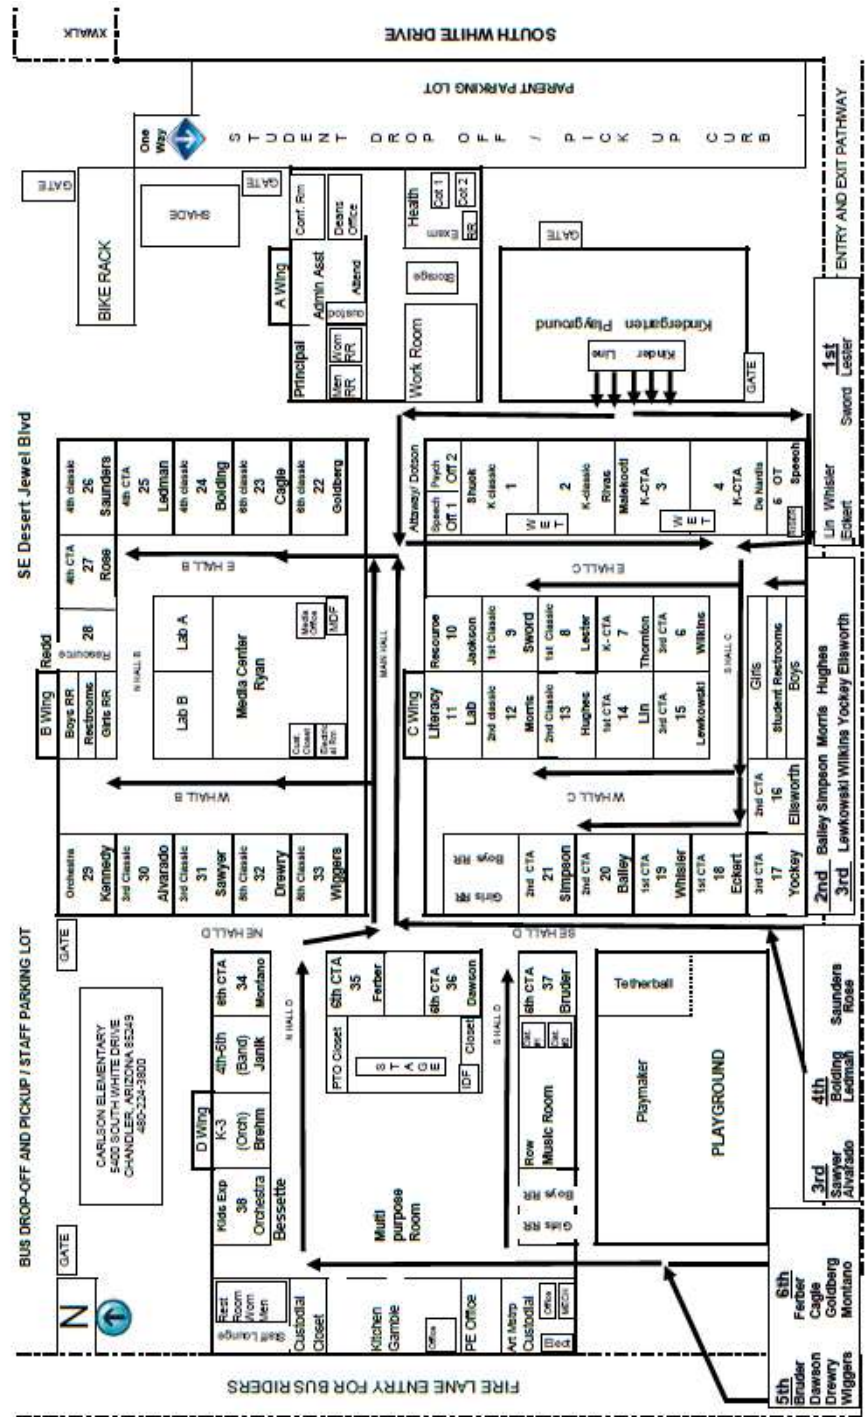 XWALK
SOUTH WHITE DRIVE
PARENT PARKING LOT
One
Way
STUDENT DROP OFF / PICK UP CURB
ENTRY AND EXIT PATHWAY
GATE
BIKE RACK
SHADE
GATE
A Wing
Conf. Rm
Deans
Office
Admin Asst
Attend
Principal
Men
RR
Wom
RR
Health
Cot 1
Cot 2
Exam
RR
Storage
Work Room
GATE
Kindergarten
Playground
Kinder
Line
GATE
1st
Sword Lester
Lin Whisler
Eckert
SE Desert Jewel Blvd
4th classic
26
Saunders
4th CTA
25
Ledman
4th classic
24
Bolding
6th classic
23
Cagle
6th classic
22
Goldberg
4th CTA
27
Rose
Redd
28
Resource
B Wing
Boys RR
Restrooms
Girls RR
N HALL B
E HALL B
W HALL B
Lab A
Lab B
Media Center
Ryan
Media
Office
MDF
Cust.
Closet
MAIN HALL
Orchestra
29
Kennedy
3rd Classic
30
Alvarado
3rd Classic
31
Sawyer
5th Classic
32
Drewry
5th Classic
33
Wiggers
Attaway/ Dotson
Speech
Off 1
Psych
Off 2
Shuck
K classic
1
2
K-classic
Rivas
Malekooti
K-CTA
3
4
K-CTA
De Nardis
6 OT
Speech
WET
WET
E HALL C
C Wing
Resource
10
Jackson
1st Classic
9
Sword
1st Classic
8
Lester
K-CTA
7
Thornton
3rd CTA
6
Wilkins
Literacy
11
Lab
2nd classic
12
Morris
2nd Classic
13
Hughes
1st CTA
14
Lin
3rd CTA
15
Lewkowski
S HALL C
Girls
Student Restrooms
Boys
W HALL C
2nd CTA
16
Ellsworth
Girls RR
Boys RR
2nd CTA
21
Simpson
2nd CTA
20
Bailey
1st CTA
19
Whisler
1st CTA
18
Eckert
3rd CTA
17
Yockey
2nd Bailey Simpson Morris Hughes
3rd Lewkowski Wilkins Yockey Ellsworth
BUS DROP-OFF AND PICKUP / STAFF PARKING LOT
GATE
CARLSON ELEMENTARY
5400 SOUTH WHITE DRIVE
CHANDLER, ARIZONA 85249
480-224-3800
GATE
N
NE HALL D
SE HALL D
N HALL D
S HALL D
D Wing
6th CTA
34
Montano
4th-6th
(Band)
Janik
K-3
(Orch)
Brehm
Kids Exp
38
Orchestra
Bessette
6th CTA
35
Ferber
6th CTA
36
Dawson
6th CTA
37
Bruder
PTO Closet
STAGE
IDF
Closet
Multi
purpose
Room
Row
Music Room
Girls RR
Boys RR
Rest
Room
Wom
Men
Staff Lounge
Custodial
Closet
Kitchen
Gamble
Office
PE Office
Art Mstrp
Custodial
Office
MECH
Tetherball
Playmaker
PLAYGROUND
4th
Bolding
Ledman
Saunders
Rose
3rd
Sawyer
Alvarado
6th
Ferber
Cagle
Goldberg
Montano
5th
Bruder
Dawson
Drewry
Wiggers
FIRE LANE ENTRY FOR BUS RIDERS